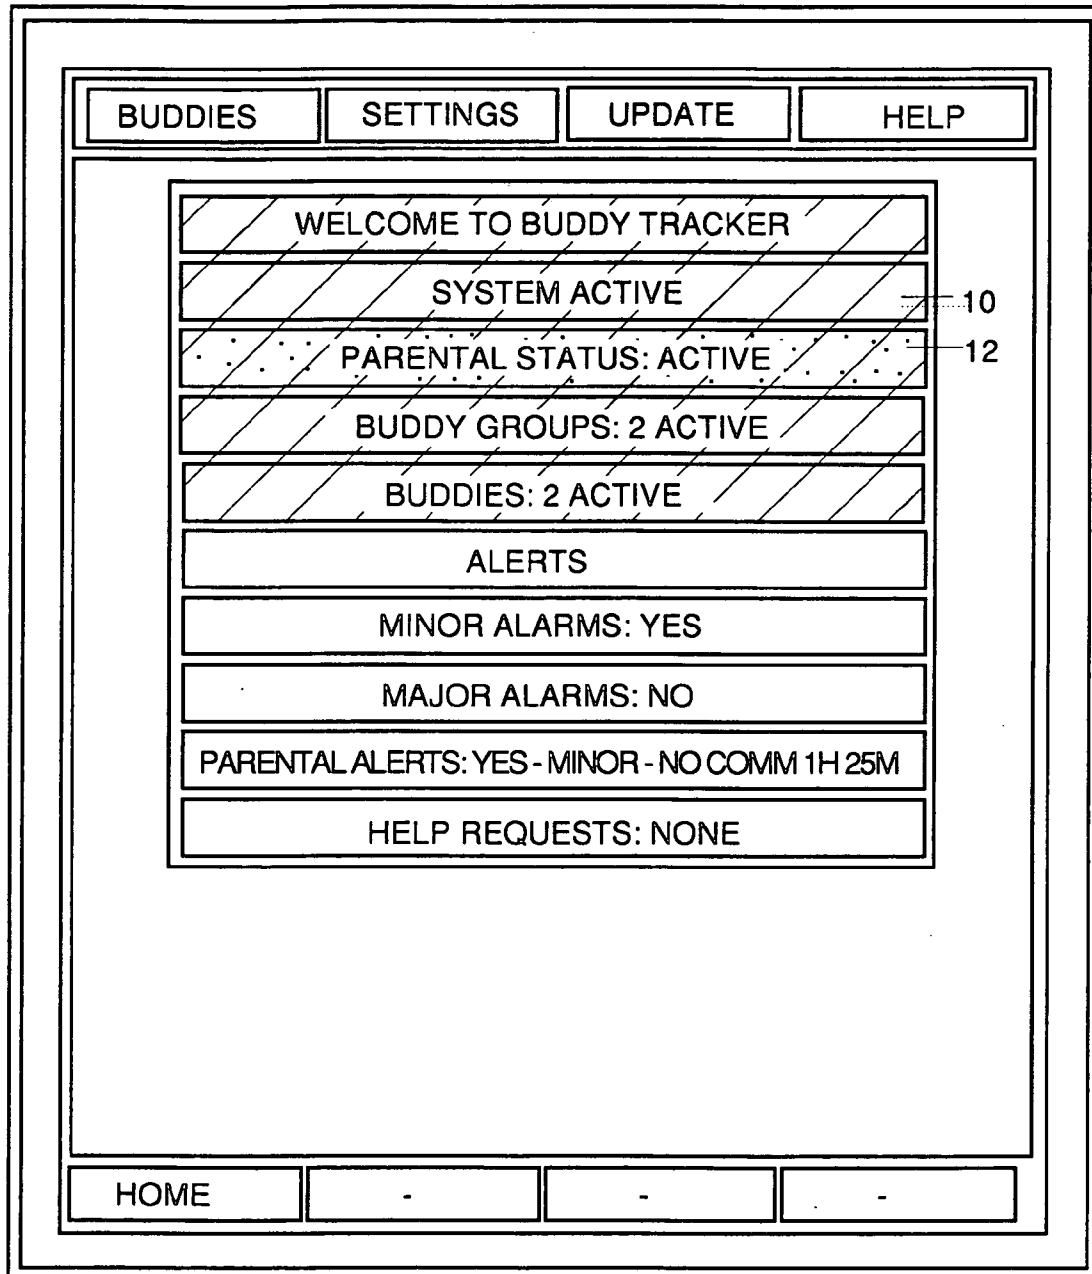 BUDDIES SETTINGS UPDATE HELP
WELCOME TO BUDDY TRACKER
SYSTEM ACTIVE
10
PARENTAL STATUS: ACTIVE
12
BUDDY GROUPS: 2 ACTIVE
BUDDIES: 2 ACTIVE
ALERTS
MINOR ALARMS: YES
MAJOR ALARMS: NO
PARENTAL ALERTS: YES - MINOR - NO COMM 1H 25M
HELP REQUESTS: NONE
HOME - - -